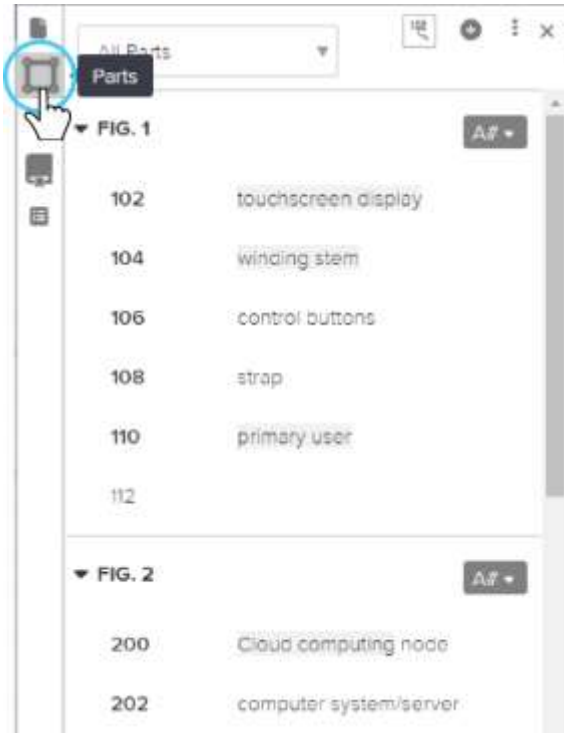 All Parts
Parts
FIG. 1
A#
102 touchscreen display
104 winding stem
106 control buttons
108 strap
110 primary user
112
FIG. 2
A#
200 Cloud computing node
202 computer system/server